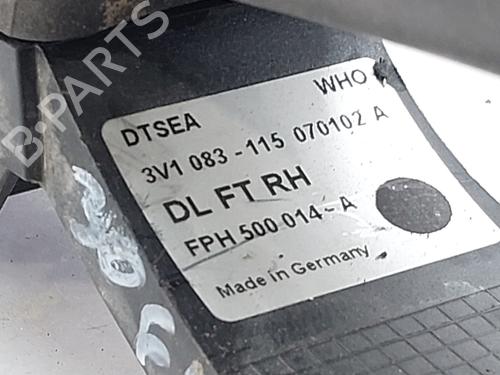 B-PARTS
DTSEA WHO
3V1 083-115 070102 A
DL FT RH
FPH 500 014-A
Made in Germany